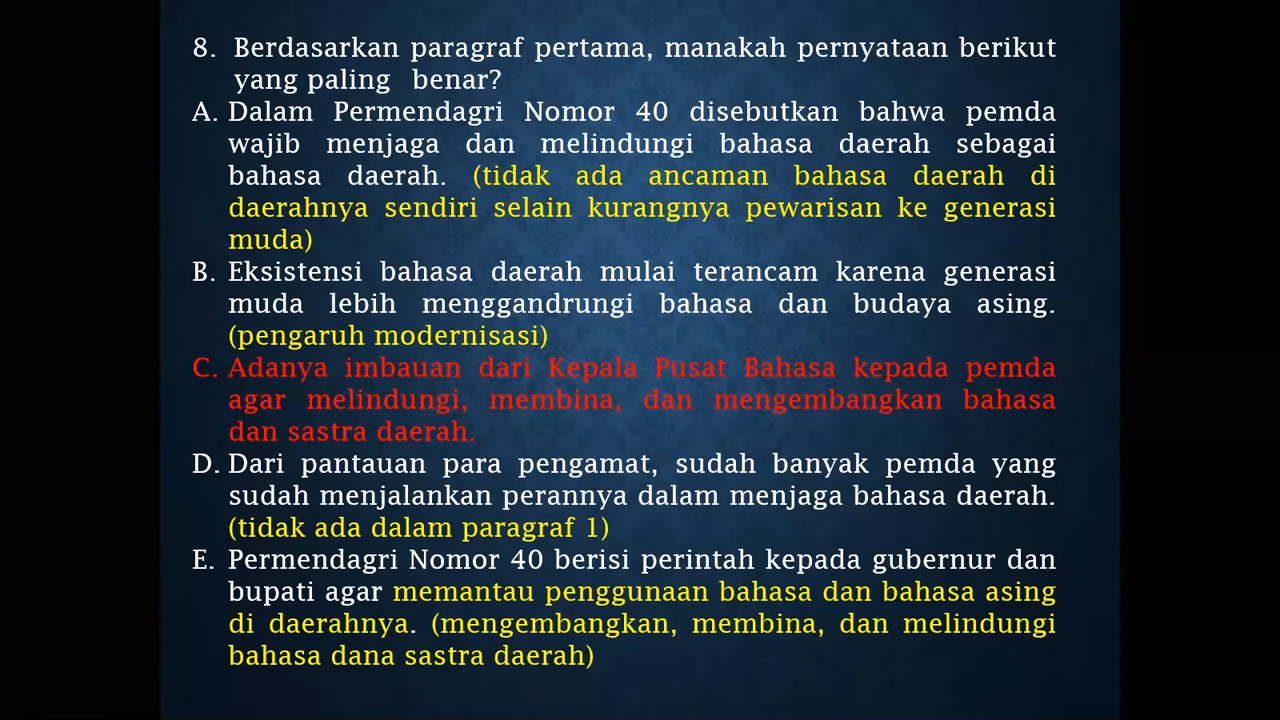 8. Berdasarkan paragraf pertama, manakah pernyataan berikut
yang paling benar?
A. Dalam Permendagri Nomor 40 disebutkan bahwa pemda
wajib menjaga dan melindungi bahasa daerah sebagai
bahasa daerah. (tidak ada ancaman bahasa daerah di
daerahnya sendiri selain kurangnya pewarisan ke generasi
muda)
B. Eksistensi bahasa daerah mulai terancam karena generasi
muda lebih menggandrungi bahasa dan budaya asing.
(pengaruh modernisasi)
C. Adanya imbauan dari Kepala Pusat Bahasa kepada pemda
agar melindungi, membina, dan mengembangkan bahasa
dan sastra daerah.
D. Dari pantauan para pengamat, sudah banyak pemda yang
sudah menjalankan perannya dalam menjaga bahasa daerah.
(tidak ada dalam paragraf 1)
E. Permendagri Nomor 40 berisi perintah kepada gubernur dan
bupati agar memantau penggunaan bahasa dan bahasa asing
di daerahnya. (mengembangkan, membina, dan melindungi
bahasa dana sastra daerah)